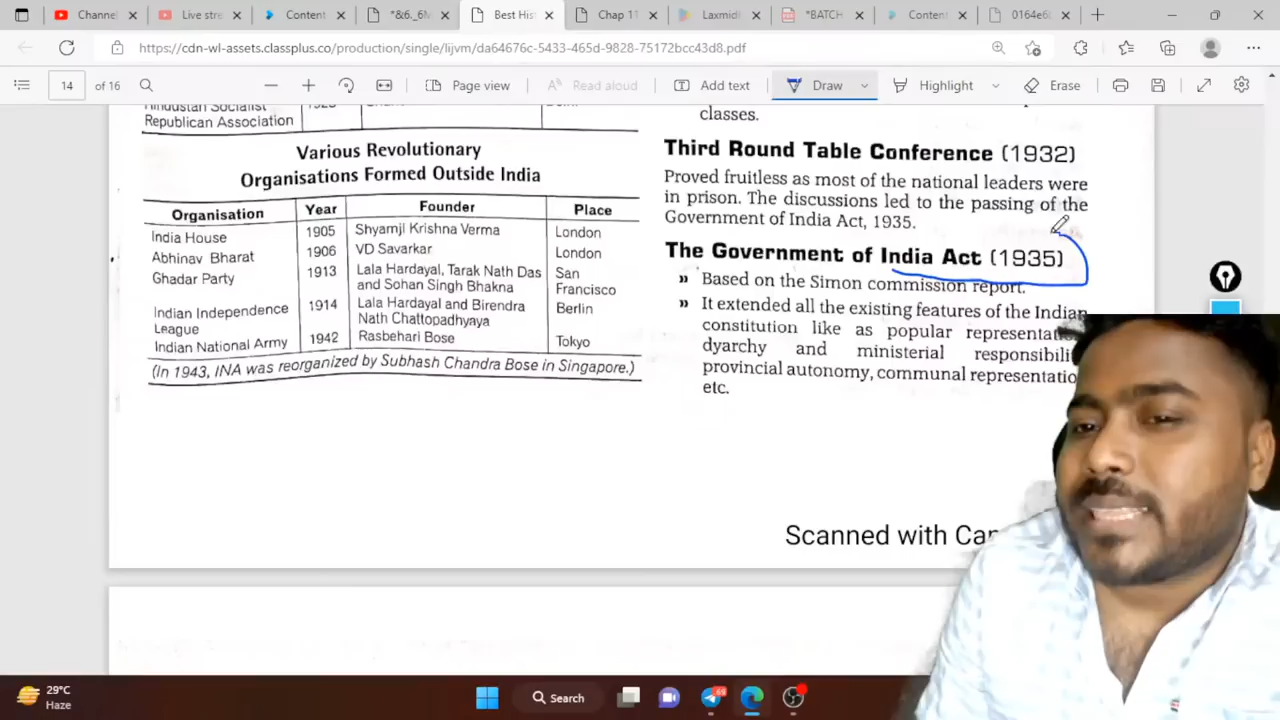 Channel
Live stre
Content
*&6._6M
Best His
Chap 11
Laxmidh
*BATCH
Content
0164e6b
https://cdn-wl-assets.classplus.co/production/single/lijvm/da64676c-5433-465d-9828-75172bcc43d8.pdf
14 of 16
Page view
Read aloud
Add text
Draw
Highlight
Erase
Republican Association
Various Revolutionary
Organisations Formed Outside India
Organisation Year Founder Place
India House 1905 Shyamji Krishna Verma London
Abhinav Bharat 1906 VD Savarkar London
Ghadar Party 1913 Lala Hardayal, Tarak Nath Das San
and Sohan Singh Bhakna Francisco
Indian Independence 1914 Lala Hardayal and Birendra Berlin
League Nath Chattopadhyaya
Indian National Army 1942 Rasbehari Bose Tokyo
(In 1943, INA was reorganized by Subhash Chandra Bose in Singapore.)
classes.
Third Round Table Conference (1932)
Proved fruitless as most of the national leaders were
in prison. The discussions led to the passing of the
Government of India Act, 1935.
The Government of India Act (1935)
» Based on the Simon commission report.
» It extended all the existing features of the Indian
constitution like as popular representatio
dyarchy and ministerial responsibili
provincial autonomy, communal representatio
etc.
Scanned with Ca
29°C
Haze
Search